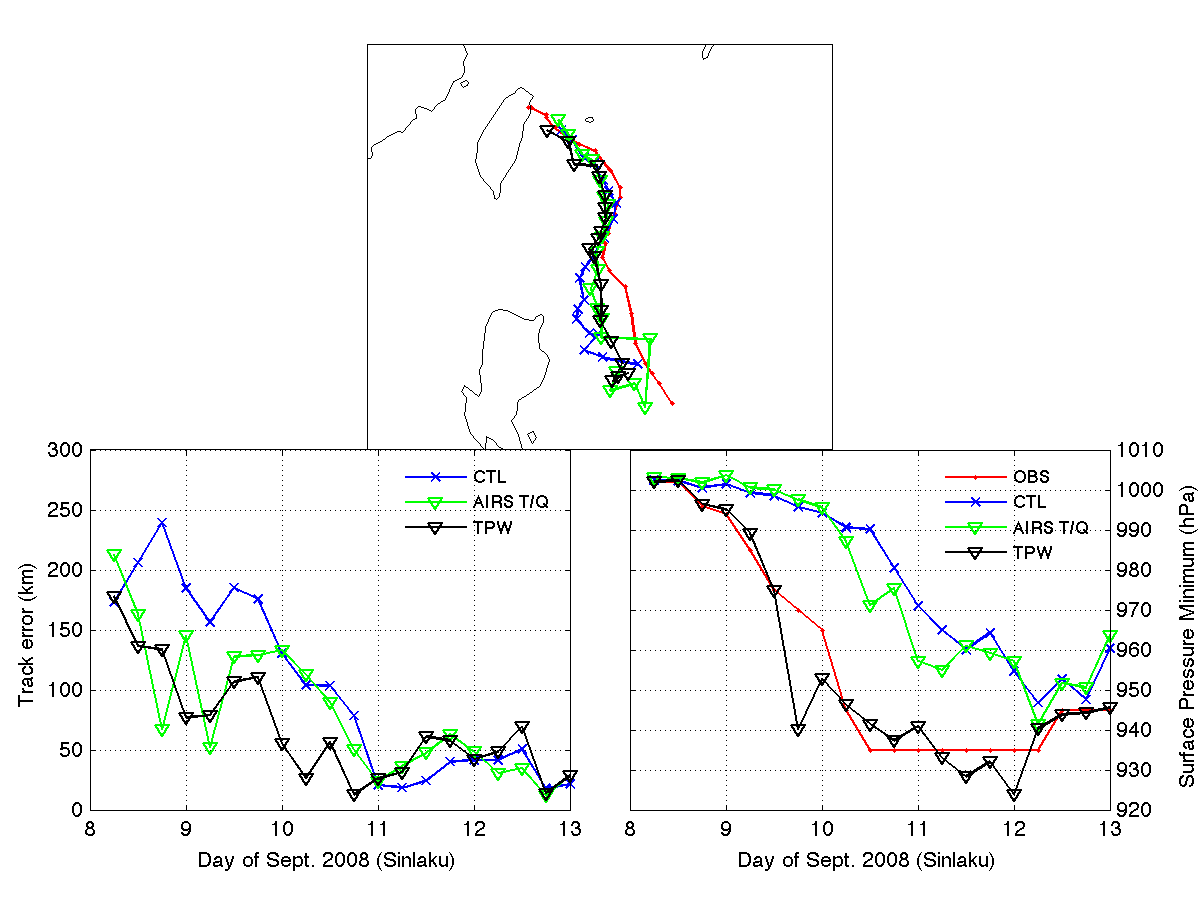 300
250
200
150
100
50
0
Track error (km)
8
9
10
11
12
13
Day of Sept. 2008 (Sinlaku)
CTL
AIRS T/Q
TPW
OBS
CTL
AIRS T/Q
TPW
1010
1000
990
980
970
960
950
940
930
920
Surface Pressure Minimum (hPa)
8
9
10
11
12
13
Day of Sept. 2008 (Sinlaku)